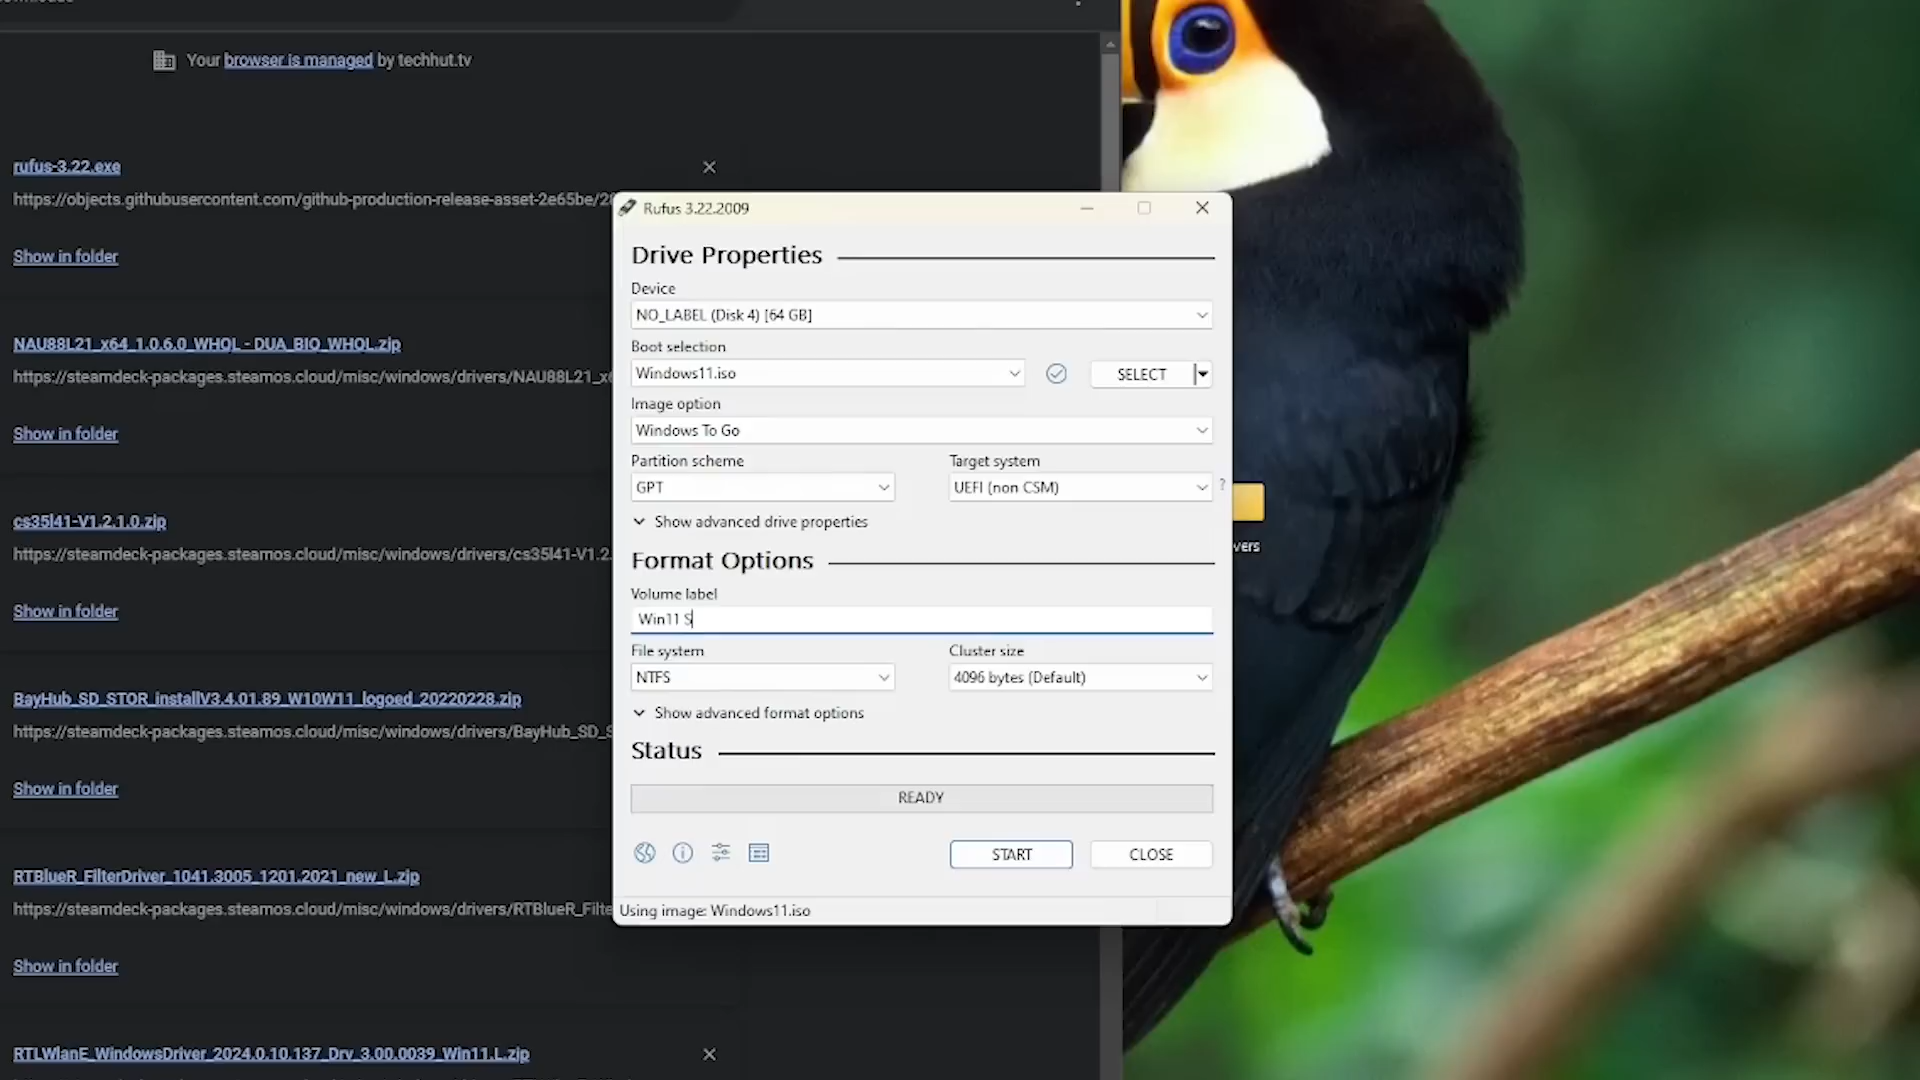 Your browser is managed by techhut.tv
rufus-3.22.exe
https://objects.githubusercontent.com/github-production-release-asset-2e65be/20
Show in folder
NAU88L21_x64_1.0.6.0_WHQL - DUA_BIQ_WHQL.zip
https://steamdeck-packages.steamos.cloud/misc/windows/drivers/NAU88L21_x6
Show in folder
cs35l41-V1.2.1.0.zip
https://steamdeck-packages.steamos.cloud/misc/windows/drivers/cs35l41-V1.2.
Show in folder
BayHub_SD_STOR_installV3.4.01.89_W10W11_logoed_20220228.zip
https://steamdeck-packages.steamos.cloud/misc/windows/drivers/BayHub_SD_S
Show in folder
RTBlueR_FilterDriver_1041.3005_1201.2021_new_L.zip
https://steamdeck-packages.steamos.cloud/misc/windows/drivers/RTBlueR_Filte
Show in folder
RTLWlanE_WindowsDriver_2024.0.10.137_Drv_3.00.0039_Win11.L.zip
Rufus 3.22.2009
Drive Properties
Device
NO_LABEL (Disk 4) [64 GB]
Boot selection
Windows11.iso
SELECT
Image option
Windows To Go
Partition scheme
Target system
GPT
UEFI (non CSM)
?
Show advanced drive properties
Format Options
Volume label
Win11 S
File system
Cluster size
NTFS
4096 bytes (Default)
Show advanced format options
Status
READY
START
CLOSE
Using image: Windows11.iso
vers